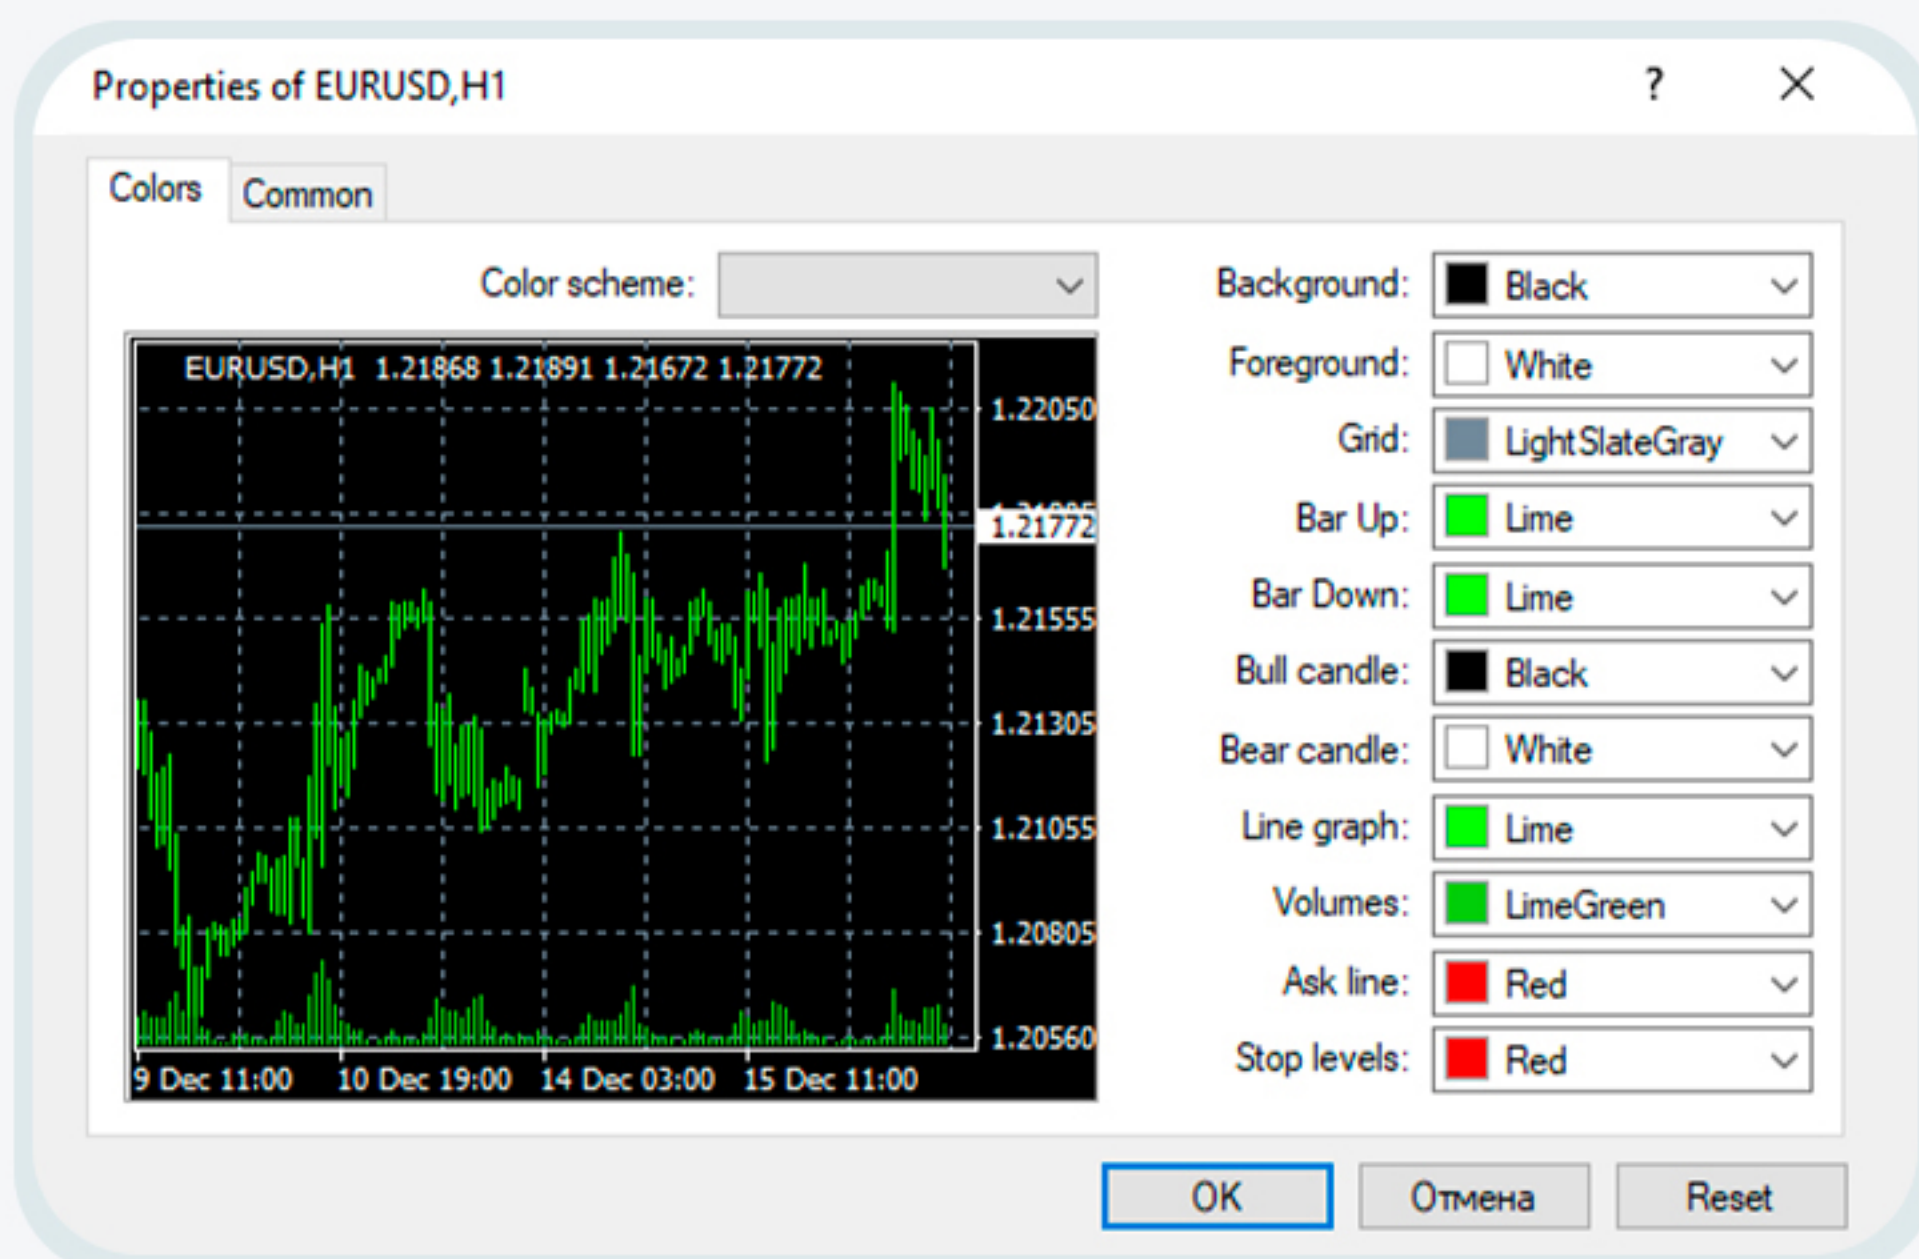 Properties of EURUSD,H1 ?
Colors Common
Color scheme:
EURUSD,H1 1.21868 1.21891 1.21672 1.21772
1.22050
1.21772
1.21555
1.21305
1.21055
1.20805
1.20560
9 Dec 11:00 10 Dec 19:00 14 Dec 03:00 15 Dec 11:00
Background: Black
Foreground: White
Grid: LightSlateGray
Bar Up: Lime
Bar Down: Lime
Bull candle: Black
Bear candle: White
Line graph: Lime
Volumes: LimeGreen
Ask line: Red
Stop levels: Red
OK Отмена Reset